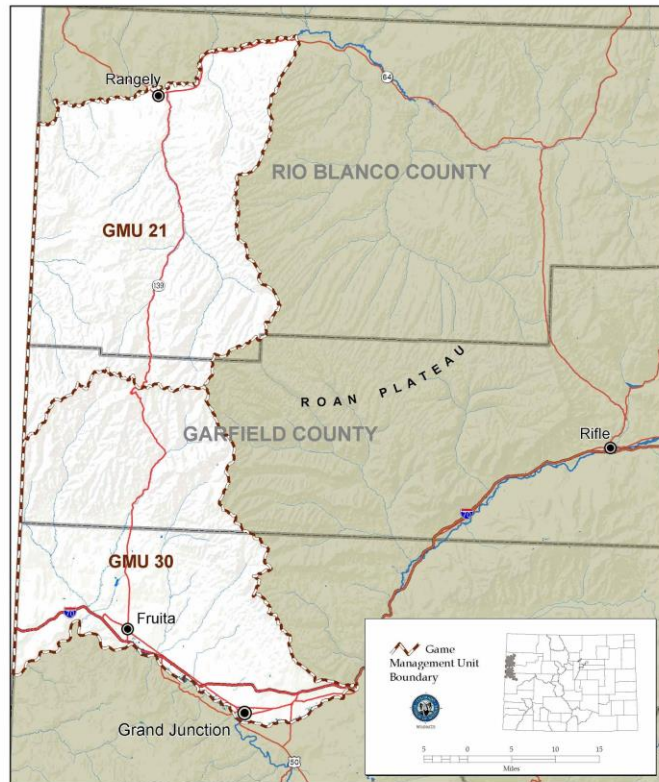 Rangely
64
RIO BLANCO COUNTY
GMU 21
139
ROAN PLATEAU
GARFIELD COUNTY
Rifle
70
GMU 30
70
Fruita
Grand Junction
50
Game
Management Unit
Boundary
5 0 5 10 15
Miles